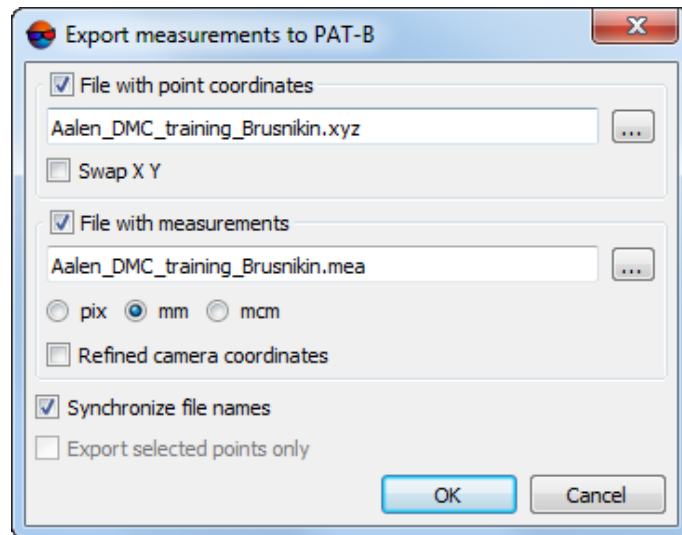 Export measurements to PAT-B
File with point coordinates
Aalen_DMC_training_Brusnikin.xyz
...
Swap X Y
File with measurements
Aalen_DMC_training_Brusnikin.mea
...
pix mm mcm
Refined camera coordinates
Synchronize file names
Export selected points only
OK Cancel